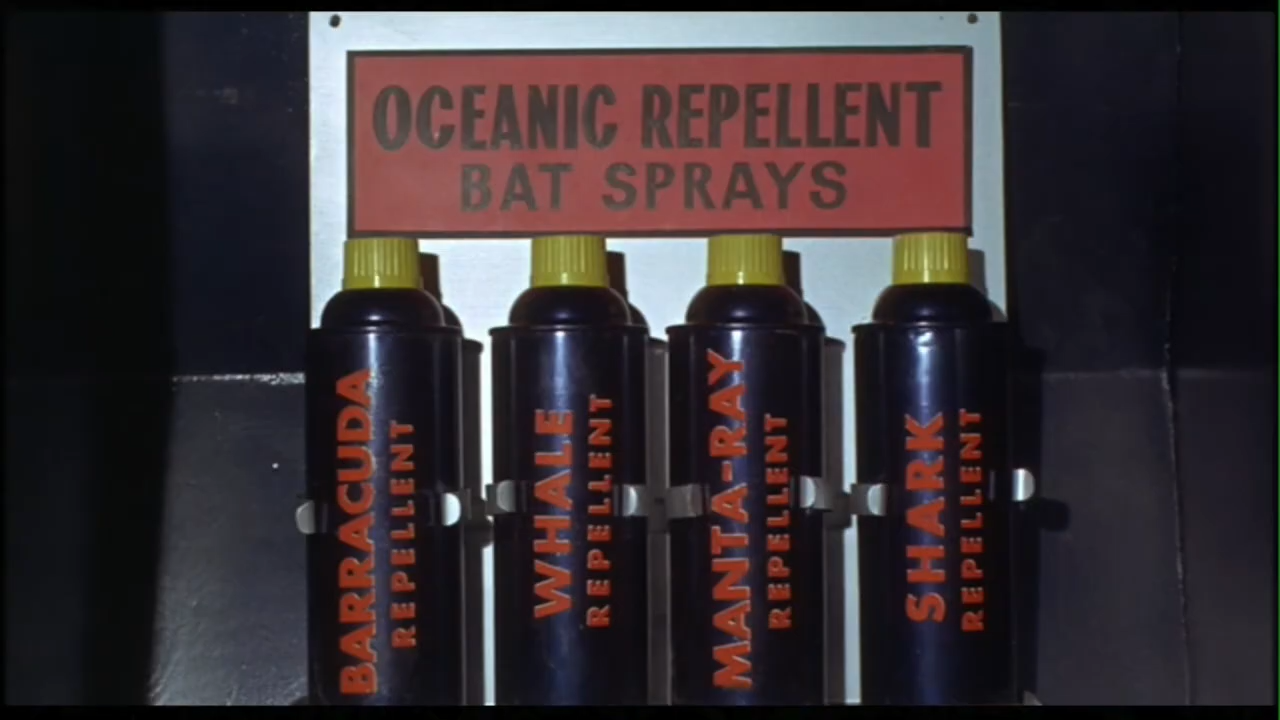 OCEANIC REPELLENT
BAT SPRAYS
BARRACUDA
REPELLENT
WHALE
REPELLENT
MANTA-RAY
REPELLENT
SHARK
REPELLENT